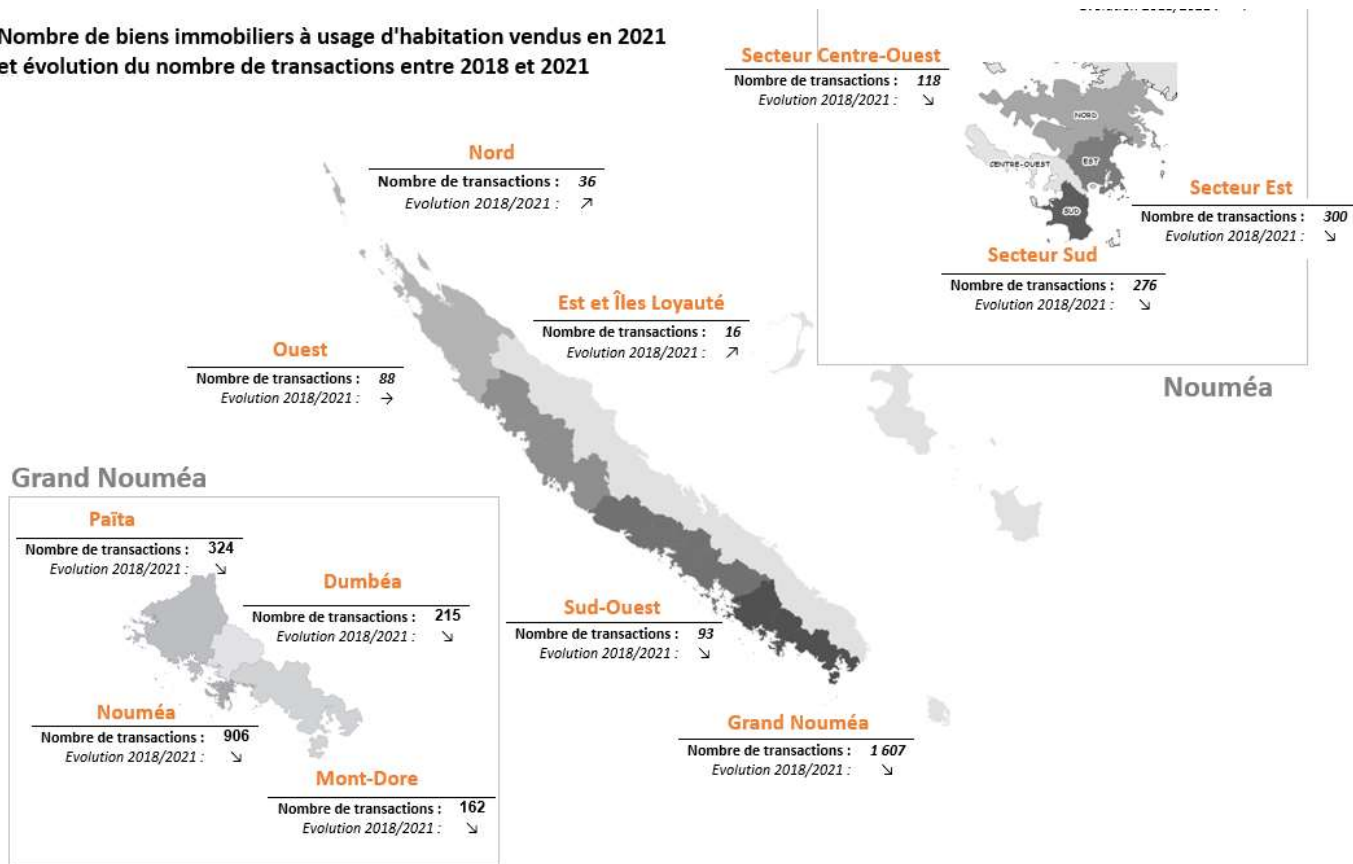 Nombre de biens immobiliers à usage d'habitation vendus en 2021
et évolution du nombre de transactions entre 2018 et 2021
Evolution 2018/2021 :
Secteur Centre-Ouest
Nombre de transactions : 118
Evolution 2018/2021 : ↘
NORD
CENTRE-OUEST
EST
SUD
Secteur Est
Nombre de transactions : 300
Evolution 2018/2021 : ↘
Secteur Sud
Nombre de transactions : 276
Evolution 2018/2021 : ↘
Nouméa
Nord
Nombre de transactions : 36
Evolution 2018/2021 : ↗
Est et Îles Loyauté
Nombre de transactions : 16
Evolution 2018/2021 : ↗
Ouest
Nombre de transactions : 88
Evolution 2018/2021 : →
Grand Nouméa
Païta
Nombre de transactions : 324
Evolution 2018/2021 : ↘
Dumbéa
Nombre de transactions : 215
Evolution 2018/2021 : ↘
Nouméa
Nombre de transactions : 906
Evolution 2018/2021 : ↘
Mont-Dore
Nombre de transactions : 162
Evolution 2018/2021 : ↘
Sud-Ouest
Nombre de transactions : 93
Evolution 2018/2021 : ↘
Grand Nouméa
Nombre de transactions : 1 607
Evolution 2018/2021 : ↘